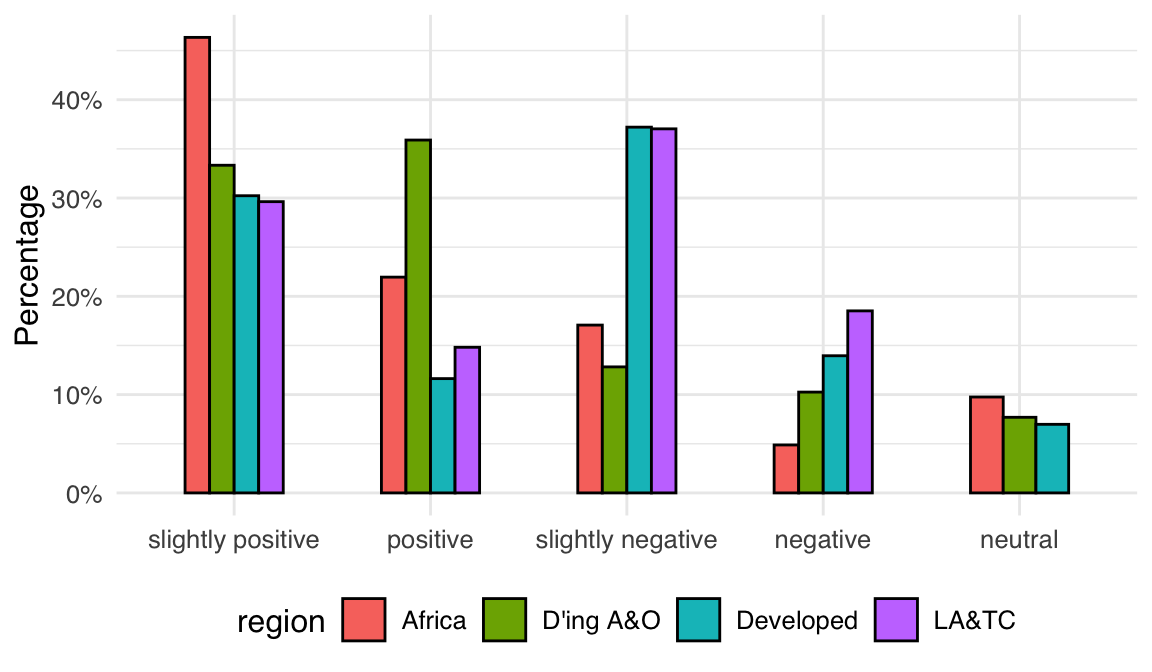 Percentage
40%
30%
20%
10%
0%
slightly positive positive slightly negative negative neutral
region Africa D'ing A&O Developed LA&TC